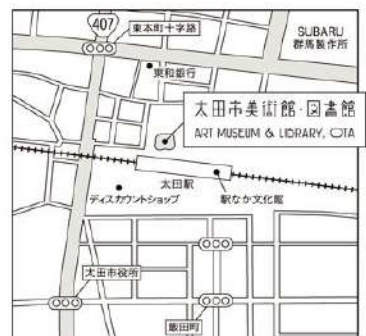 407
東本町十字路
SUBARU
群馬製作所
東和銀行
太田市美術館・図書館
ART MUSEUM & LIBRARY, OTA
太田駅
ディスカウントショップ
駅なか文化館
太田市役所
飯田町